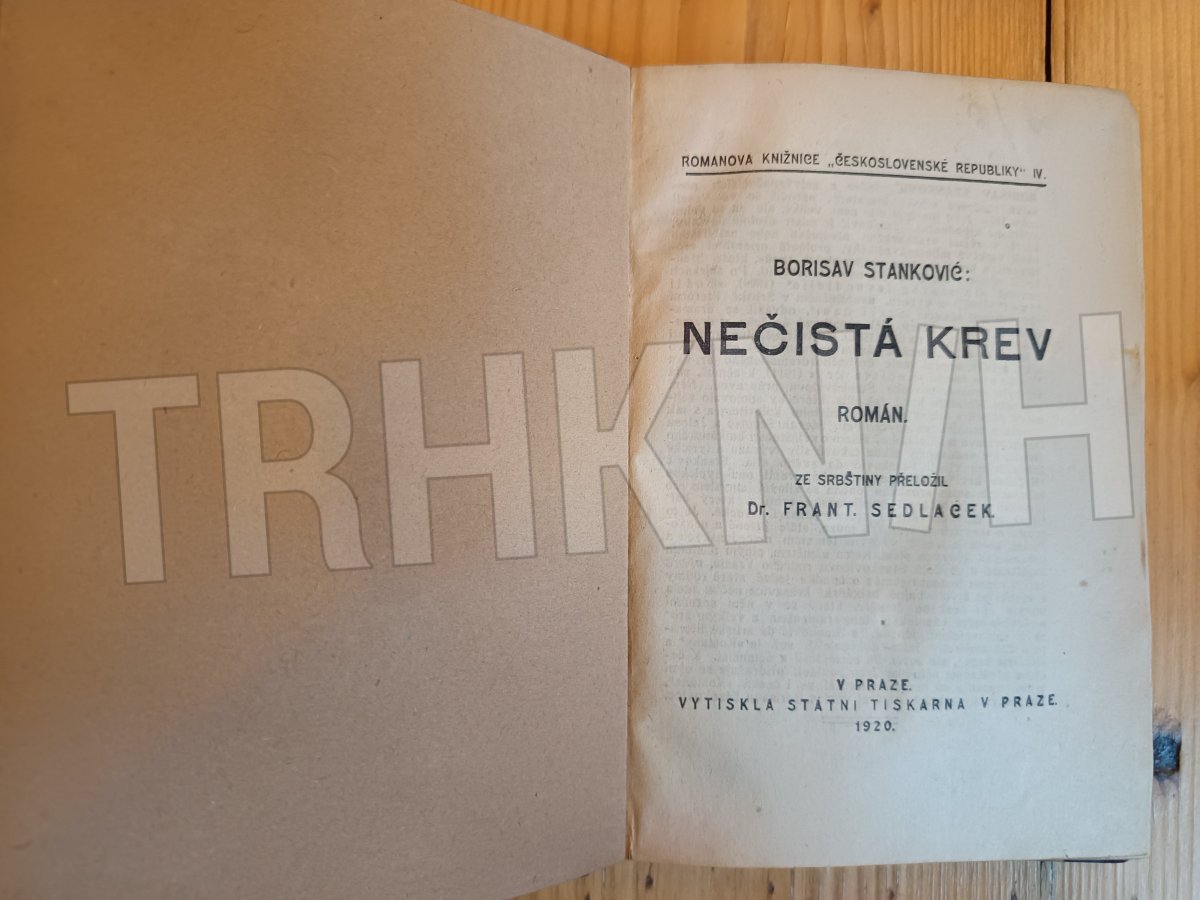 ROMANOVA KNIŽNICE „ČESKOSLOVENSKÉ REPUBLIKY" IV.
BORISAV STANKOVIĆ:
NEČISTÁ KREV
ROMÁN.
ZE SRBŠTINY PŘELOŽIL
Dr. FRANT. SEDLAČEK.
V PRAZE.
VYTISKLA STÁTNÍ TISKÁRNA V PRAZE.
1920.
TRHKNIH